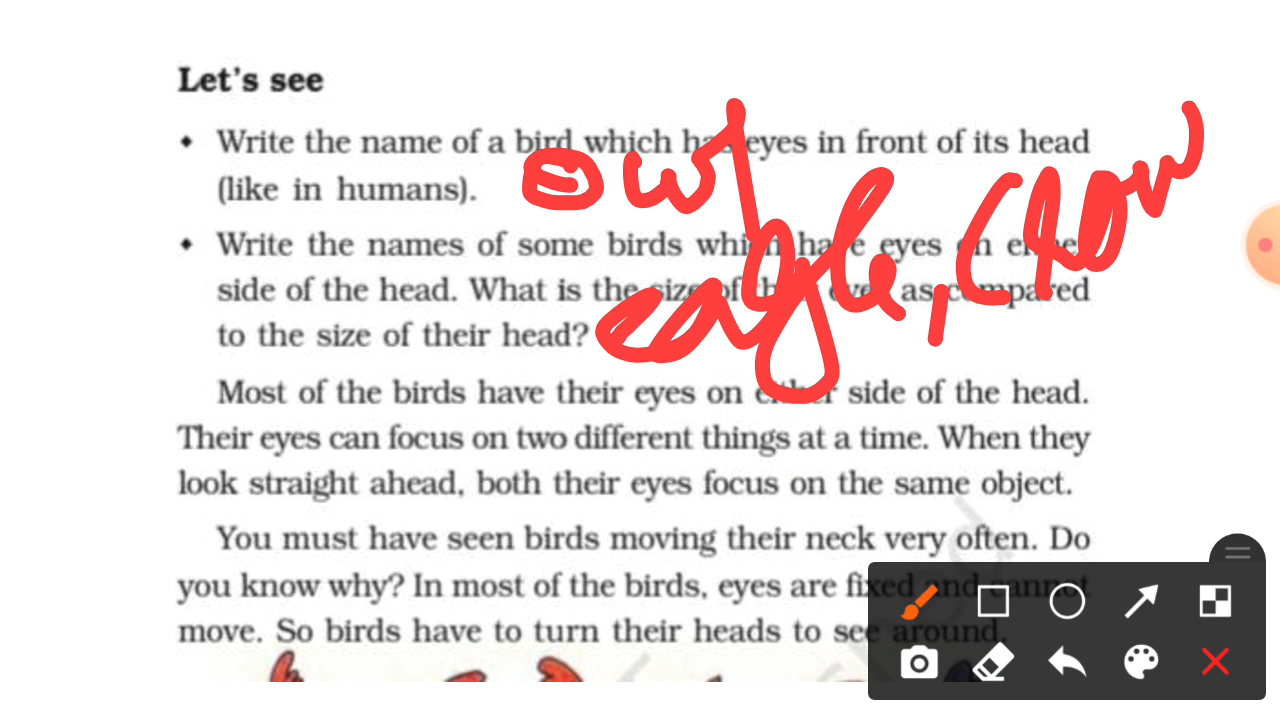 Let's see
• Write the name of a bird which has eyes in front of its head
(like in humans). owl
• Write the names of some birds which have eyes on either
side of the head. What is the size of their eyes as compared
to the size of their head? eagle, Crow
Most of the birds have their eyes on either side of the head.
Their eyes can focus on two different things at a time. When they
look straight ahead, both their eyes focus on the same object.
You must have seen birds moving their neck very often. Do
you know why? In most of the birds, eyes are fixed and cannot
move. So birds have to turn their heads to see around.